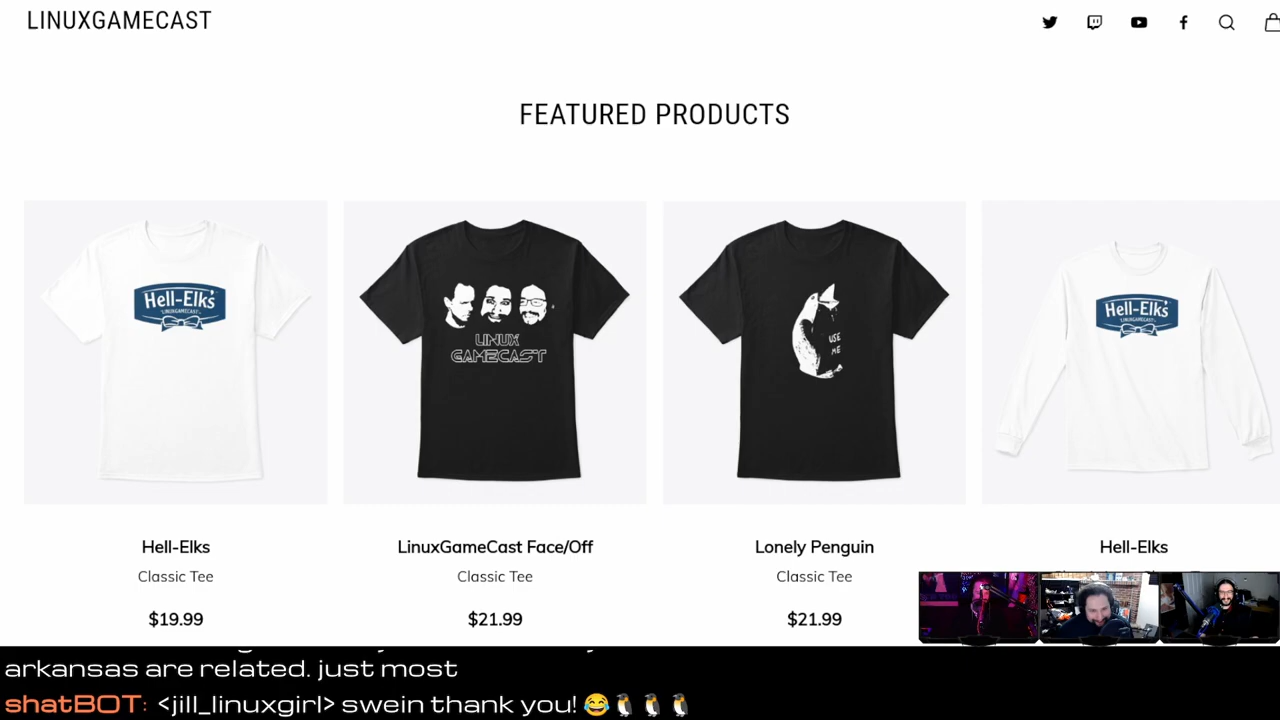 LINUXGAMECAST
FEATURED PRODUCTS
Hell-Elks
LINUXGAMECAST
LINUX
GAMECAST
USE
ME
Hell-Elks
LINUXGAMECAST
Hell-Elks
Classic Tee
$19.99
LinuxGameCast Face/Off
Classic Tee
$21.99
Lonely Penguin
Classic Tee
$21.99
Hell-Elks
arkansas are related. just most
shatBOT: <jill_linuxgirl> swein thank you! 😂🐧🐧🐧